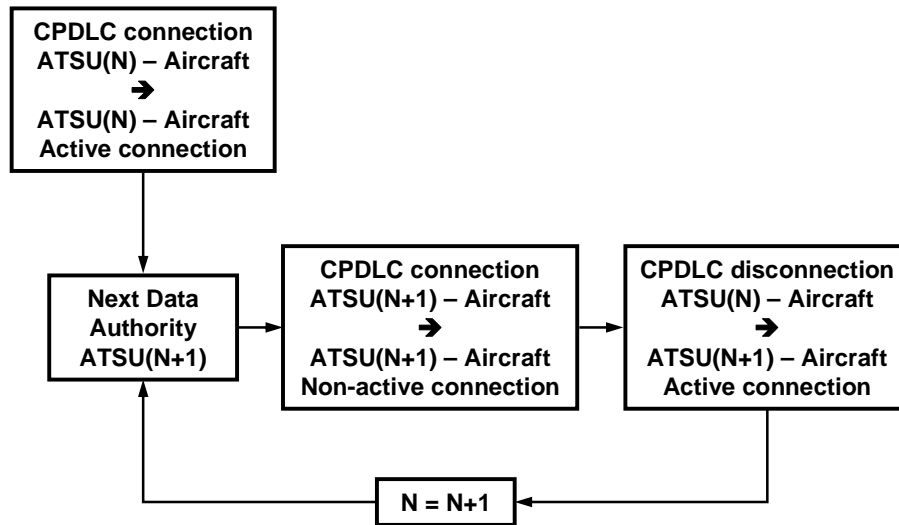 CPDLC connection
ATSU(N) – Aircraft
➔
ATSU(N) – Aircraft
Active connection
Next Data
Authority
ATSU(N+1)
CPDLC connection
ATSU(N+1) – Aircraft
➔
ATSU(N+1) – Aircraft
Non-active connection
CPDLC disconnection
ATSU(N) – Aircraft
➔
ATSU(N+1) – Aircraft
Active connection
N = N+1